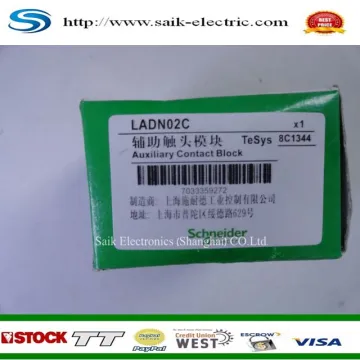 http://www.saik-electric.com/
LADN02C
x1
辅助触头模块 TeSys 8C1344
Auxiliary Contact Block
7033359272
制造商: 上海施耐德工业控制有限公司
地址: 上海市普陀区绥德路629号
Saik Electronics (Shanghai) CO.,LTD
Schneider
STOCK TT PayPal WESTERN UNION ESCROW VISA